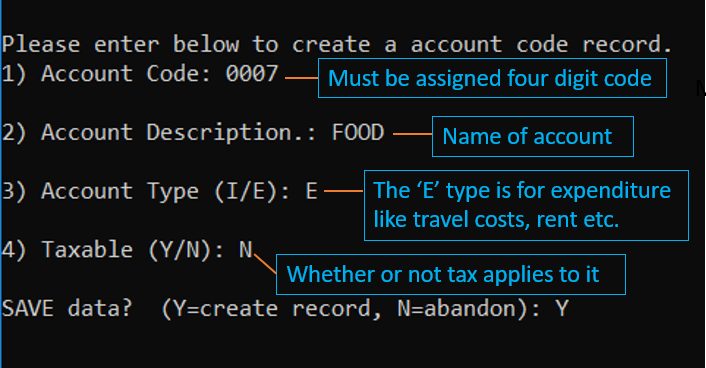 Please enter below to create a account code record.
1) Account Code: 0007
Must be assigned four digit code
2) Account Description.: FOOD
Name of account
3) Account Type (I/E): E
The ‘E’ type is for expenditure
like travel costs, rent etc.
4) Taxable (Y/N): N
Whether or not tax applies to it
SAVE data?  (Y=create record, N=abandon): Y